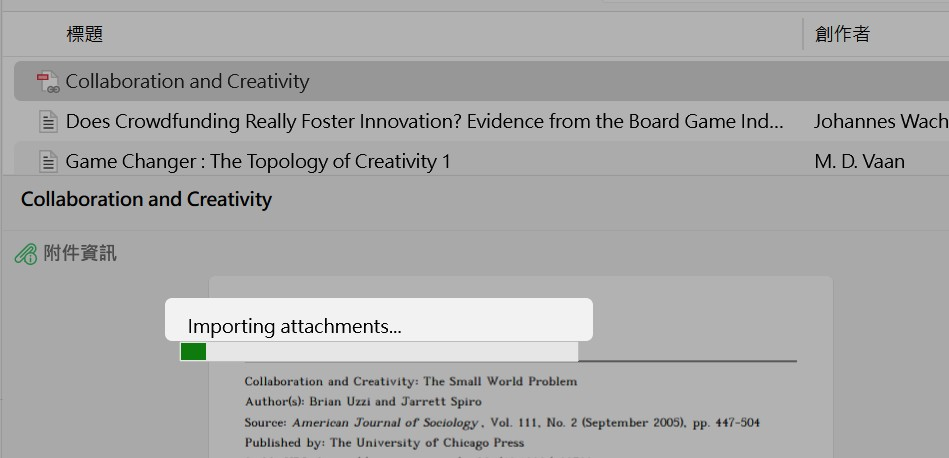 標題
創作者
Collaboration and Creativity
Does Crowdfunding Really Foster Innovation? Evidence from the Board Game Ind...
Johannes Wach
Game Changer : The Topology of Creativity 1
M. D. Vaan
Collaboration and Creativity
附件資訊
Importing attachments...
Collaboration and Creativity: The Small World Problem
Author(s): Brian Uzzi and Jarrett Spiro
Source: American Journal of Sociology, Vol. 111, No. 2 (September 2005), pp. 447-504
Published by: The University of Chicago Press